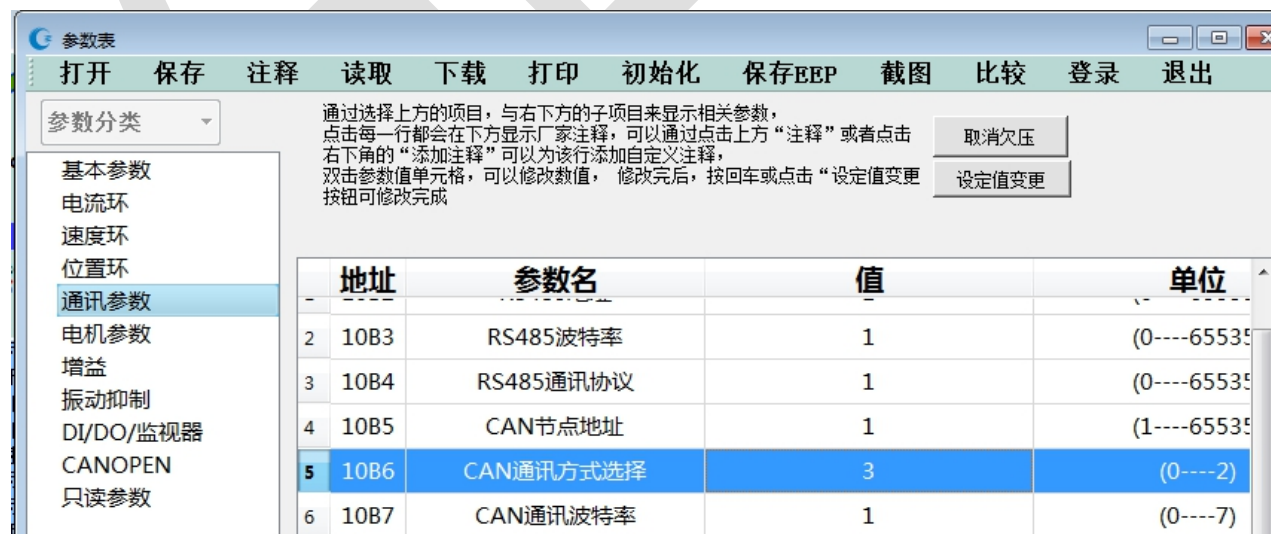 参数表
打开 保存 注释 读取 下载 打印 初始化 保存EEP 截图 比较 登录 退出
参数分类
通过选择上方的项目，与右下方的子项目来显示相关参数，
点击每一行都会在下方显示厂家注释，可以通过点击上方“注释”或者点击
右下角的“添加注释”可以为该行添加自定义注释，
双击参数值单元格，可以修改数值， 修改完后，按回车或点击“设定值变更
按钮可修改完成
取消欠压
设定值变更
基本参数
电流环
速度环
位置环
通讯参数
电机参数
增益
振动抑制
DI/DO/监视器
CANOPEN
只读参数
地址 参数名 值 单位
2 10B3 RS485波特率 1 (0----65535
3 10B4 RS485通讯协议 1 (0----65535
4 10B5 CAN节点地址 1 (1----65535
5 10B6 CAN通讯方式选择 3 (0----2)
6 10B7 CAN通讯波特率 1 (0----7)